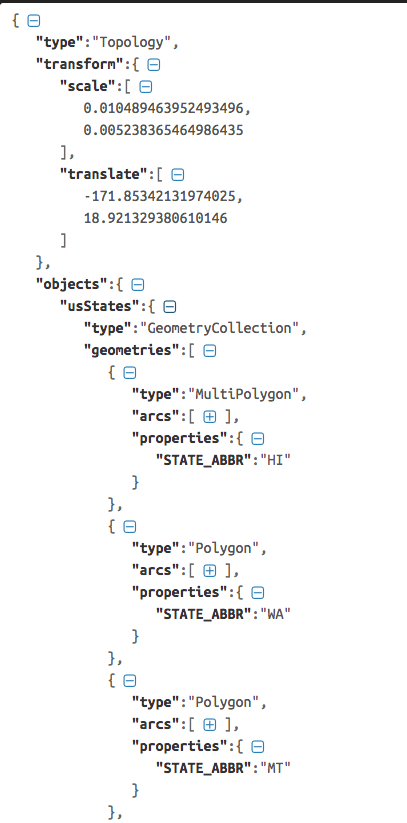 {
"type":"Topology",
"transform":{
"scale":[
0.010489463952493496,
0.005238365464986435
],
"translate":[
-171.85342131974025,
18.921329380610146
]
},
"objects":{
"usStates":{
"type":"GeometryCollection",
"geometries":[
{
"type":"MultiPolygon",
"arcs":[ ],
"properties":{
"STATE_ABBR":"HI"
}
},
{
"type":"Polygon",
"arcs":[ ],
"properties":{
"STATE_ABBR":"WA"
}
},
{
"type":"Polygon",
"arcs":[ ],
"properties":{
"STATE_ABBR":"MT"
}
},